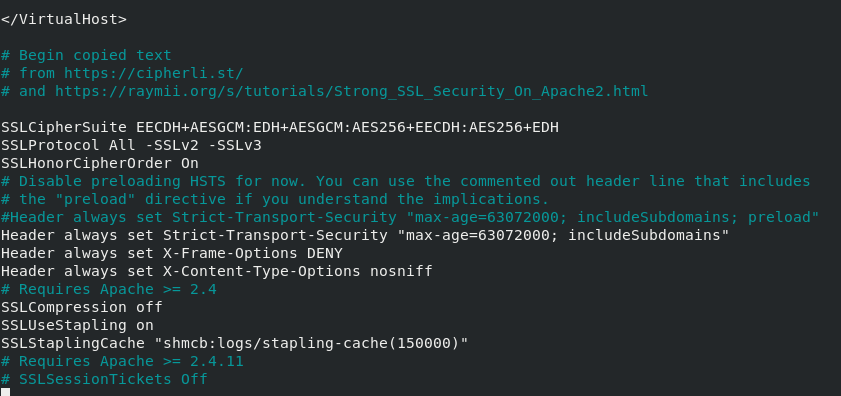 </VirtualHost>
# Begin copied text
# from https://cipherli.st/
# and https://raymii.org/s/tutorials/Strong_SSL_Security_On_Apache2.html
SSLCipherSuite EECDH+AESGCM:EDH+AESGCM:AES256+EECDH:AES256+EDH
SSLProtocol All -SSLv2 -SSLv3
SSLHonorCipherOrder On
# Disable preloading HSTS for now. You can use the commented out header line that includes
# the "preload" directive if you understand the implications.
#Header always set Strict-Transport-Security "max-age=63072000; includeSubdomains; preload"
Header always set Strict-Transport-Security "max-age=63072000; includeSubdomains"
Header always set X-Frame-Options DENY
Header always set X-Content-Type-Options nosniff
# Requires Apache >= 2.4
SSLCompression off
SSLUseStapling on
SSLStaplingCache "shmcb:logs/stapling-cache(150000)"
# Requires Apache >= 2.4.11
# SSLSessionTickets Off